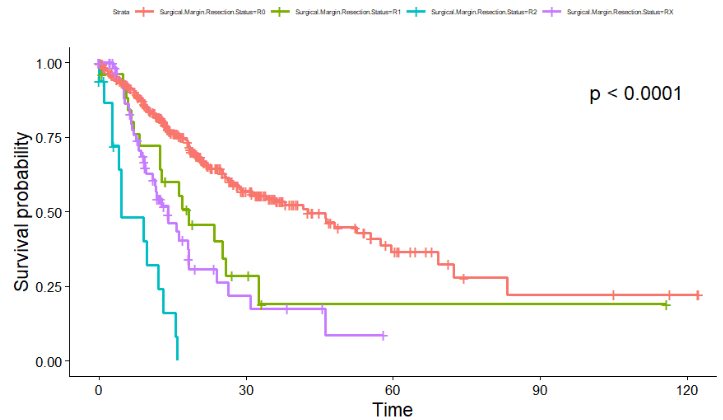 Strata Surgical.Margin.Resection.Status=R0 Surgical.Margin.Resection.Status=R1 Surgical.Margin.Resection.Status=R2 Surgical.Margin.Resection.Status=RX
1.00
p < 0.0001
0.75
Survival probability
0.50
0.25
0.00
0 30 60 90 120
Time